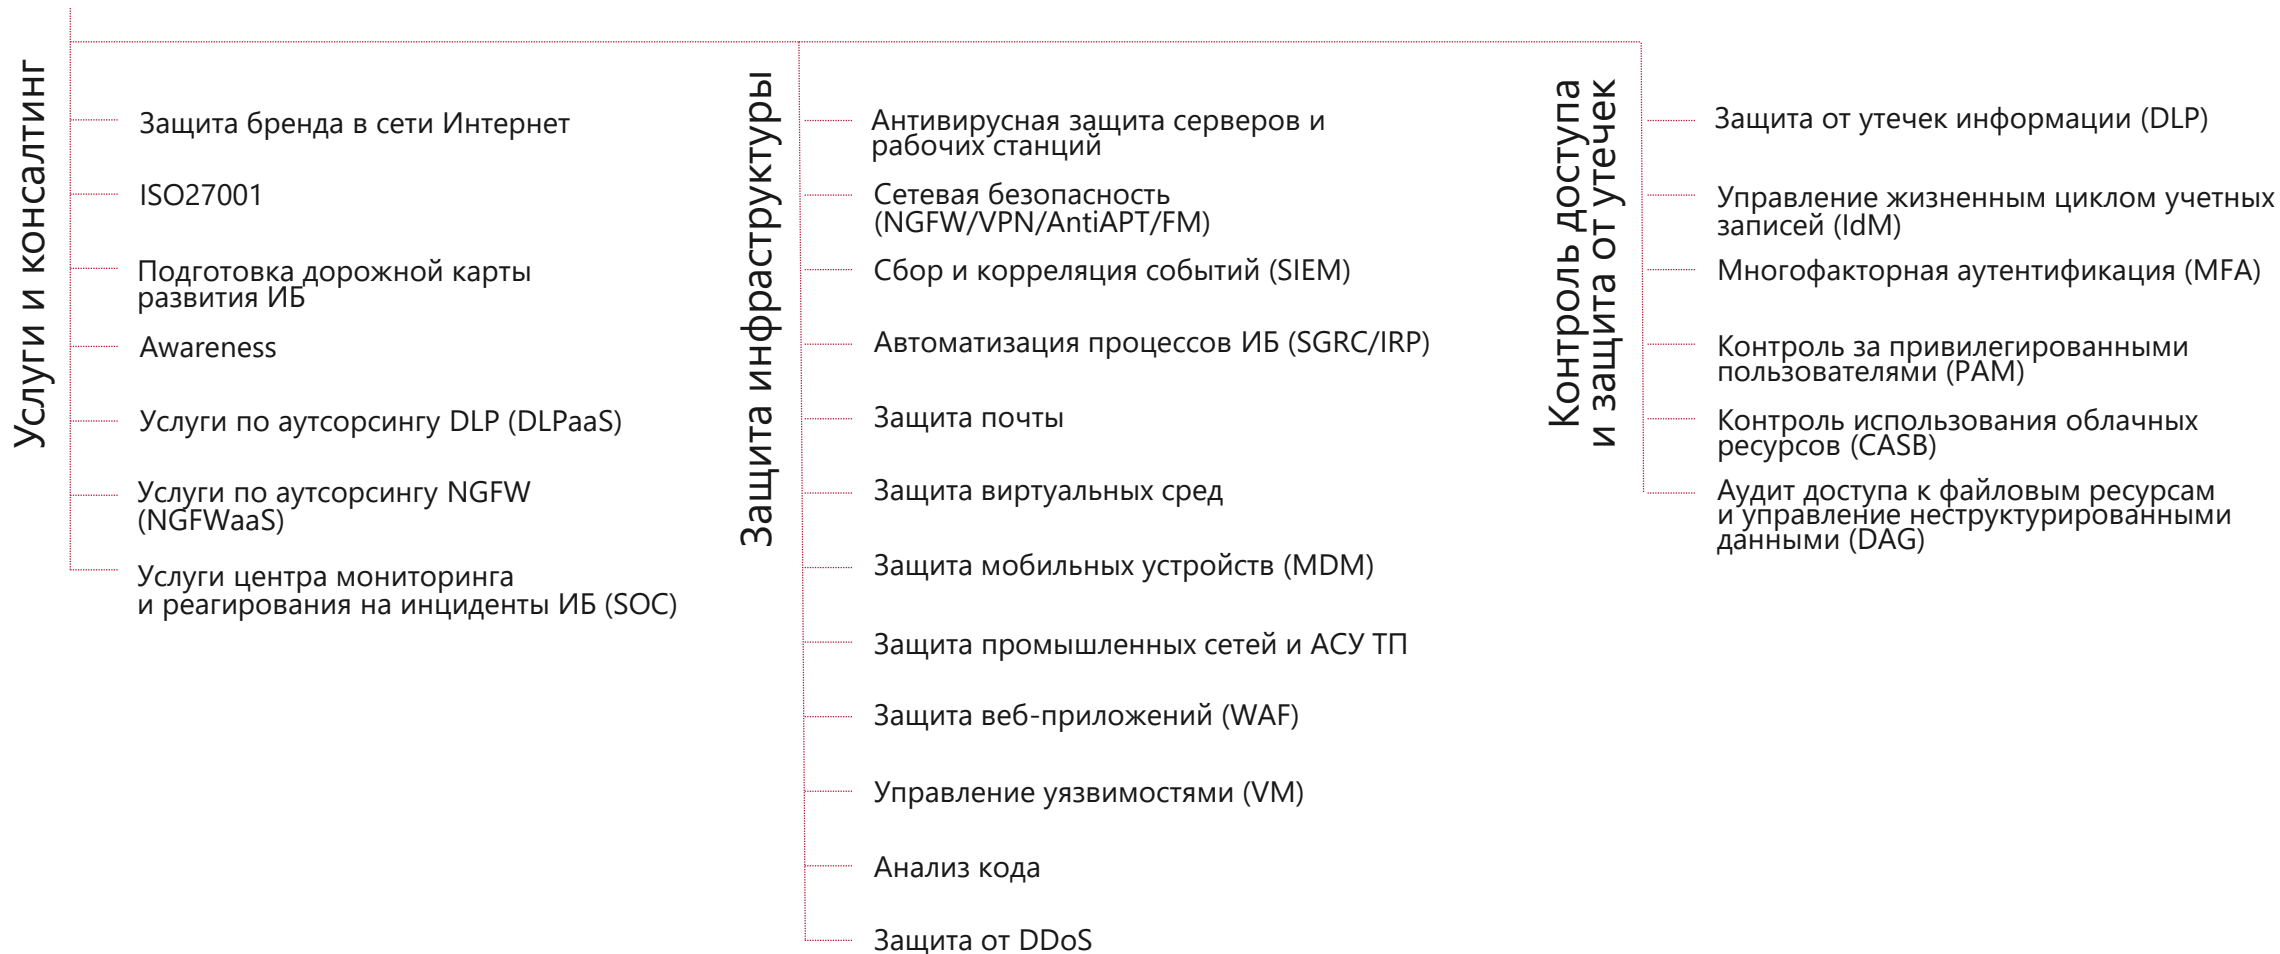 Услуги и консалтинг
Защита бренда в сети Интернет
ISO27001
Подготовка дорожной карты
развития ИБ
Awareness
Услуги по аутсорсингу DLP (DLPaaS)
Услуги по аутсорсингу NGFW
(NGFWaaS)
Услуги центра мониторинга
и реагирования на инциденты ИБ (SOC)
Защита инфраструктуры
Антивирусная защита серверов и
рабочих станций
Сетевая безопасность
(NGFW/VPN/AntiAPT/FM)
Сбор и корреляция событий (SIEM)
Автоматизация процессов ИБ (SGRC/IRP)
Защита почты
Защита виртуальных сред
Защита мобильных устройств (MDM)
Защита промышленных сетей и АСУ ТП
Защита веб-приложений (WAF)
Управление уязвимостями (VM)
Анализ кода
Защита от DDoS
Контроль доступа
и защита от утечек
Защита от утечек информации (DLP)
Управление жизненным циклом учетных
записей (IdM)
Многофакторная аутентификация (MFA)
Контроль за привилегированными
пользователями (PAM)
Контроль использования облачных
ресурсов (CASB)
Аудит доступа к файловым ресурсам
и управление неструктурированными
данными (DAG)